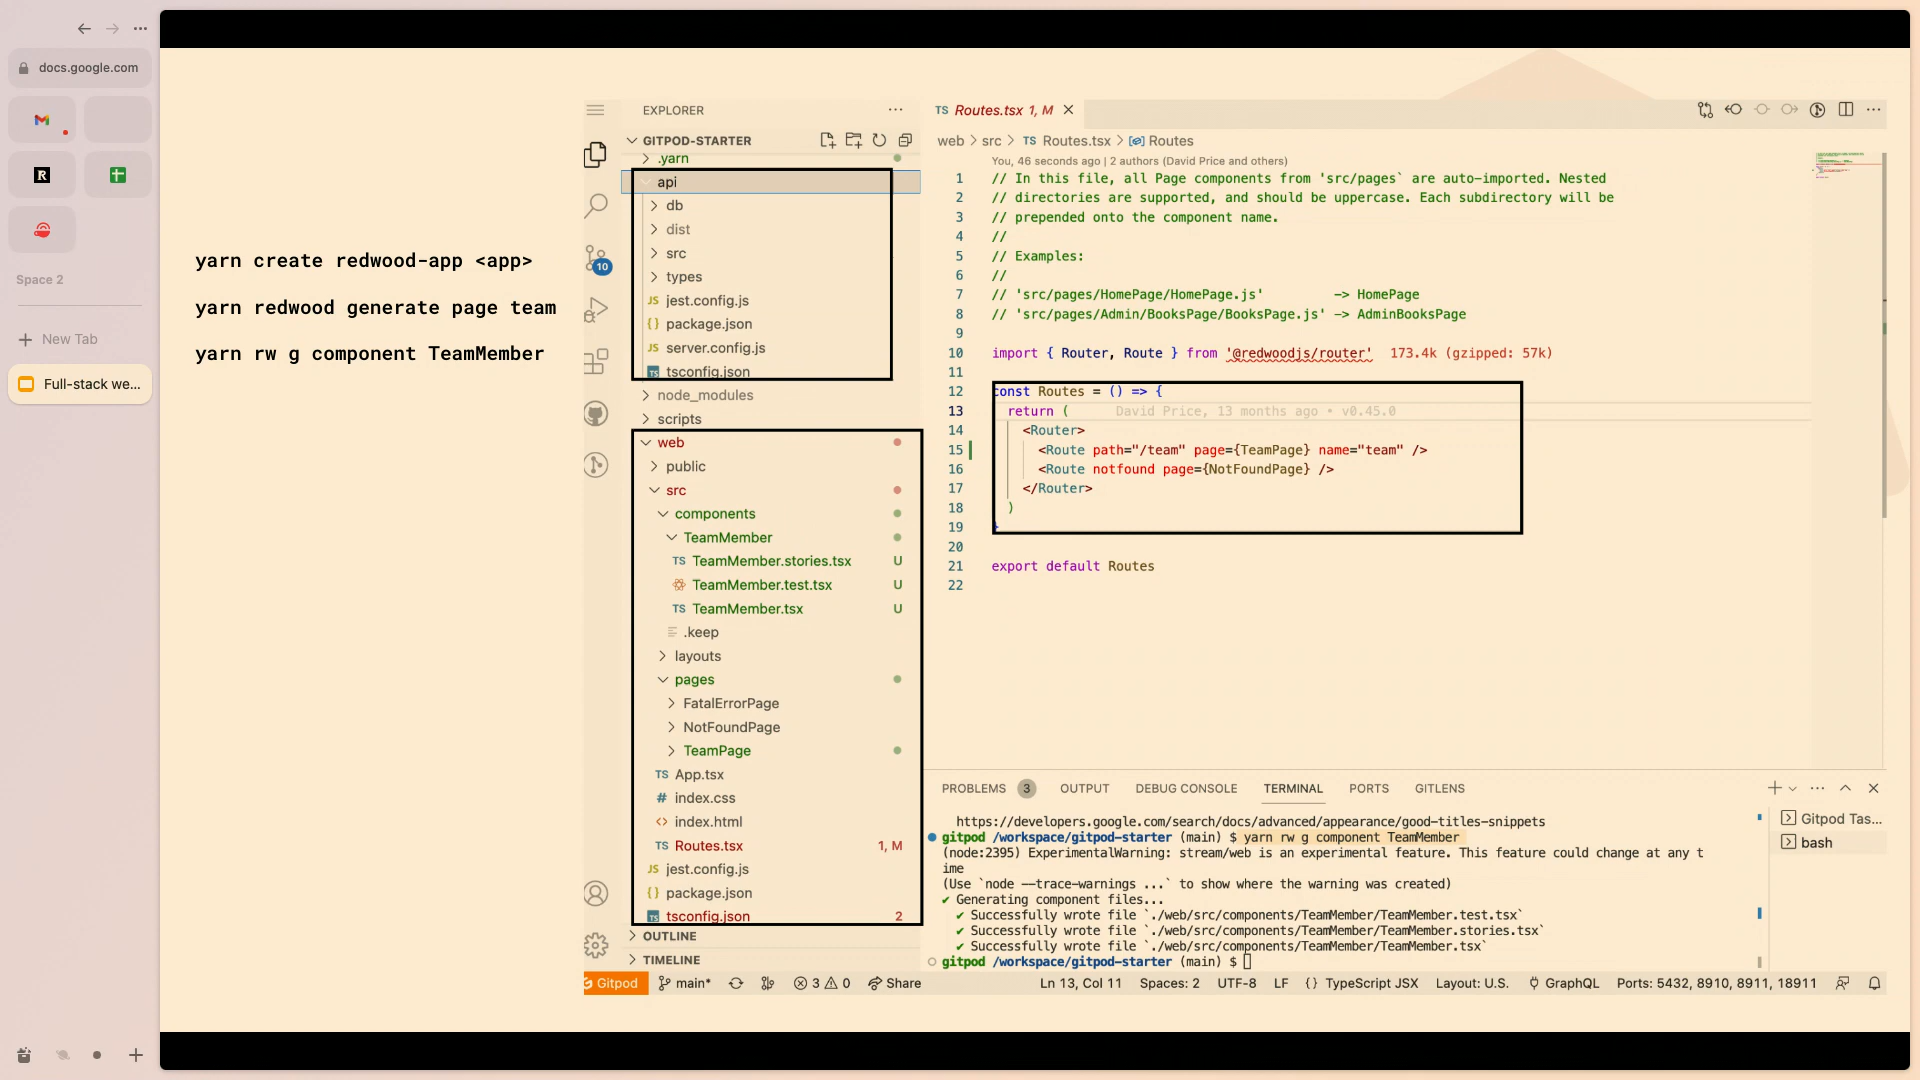 docs.google.com
Space 2
New Tab
Full-stack we...
yarn create redwood-app <app>
yarn redwood generate page team
yarn rw g component TeamMember
EXPLORER
GITPOD-STARTER
.yarn
api
db
dist
src
types
JS jest.config.js
{} package.json
JS server.config.js
tsconfig.json
node_modules
scripts
web
public
src
components
TeamMember
TS TeamMember.stories.tsx U
TeamMember.test.tsx U
TS TeamMember.tsx U
.keep
layouts
pages
FatalErrorPage
NotFoundPage
TeamPage
TS App.tsx
# index.css
<> index.html
TS Routes.tsx 1, M
JS jest.config.js
{} package.json
tsconfig.json 2
OUTLINE
TIMELINE
10
TS Routes.tsx 1, M
web > src > TS Routes.tsx > Routes
You, 46 seconds ago | 2 authors (David Price and others)
1 // In this file, all Page components from 'src/pages` are auto-imported. Nested
2 // directories are supported, and should be uppercase. Each subdirectory will be
3 // prepended onto the component name.
4 //
5 // Examples:
6 //
7 // 'src/pages/HomePage/HomePage.js' -> HomePage
8 // 'src/pages/Admin/BooksPage/BooksPage.js' -> AdminBooksPage
9
10 import { Router, Route } from '@redwoodjs/router' 173.4k (gzipped: 57k)
11
12 const Routes = () => {
13 return ( David Price, 13 months ago • v0.45.0
14 <Router>
15 <Route path="/team" page={TeamPage} name="team" />
16 <Route notfound page={NotFoundPage} />
17 </Router>
18 )
19 }
20
21 export default Routes
22
PROBLEMS 3 OUTPUT DEBUG CONSOLE TERMINAL PORTS GITLENS
https://developers.google.com/search/docs/advanced/appearance/good-titles-snippets
gitpod /workspace/gitpod-starter (main) $ yarn rw g component TeamMember
(node:2395) ExperimentalWarning: stream/web is an experimental feature. This feature could change at any t
ime
(Use `node --trace-warnings ...` to show where the warning was created)
✔ Generating component files...
✔ Successfully wrote file `./web/src/components/TeamMember/TeamMember.test.tsx`
✔ Successfully wrote file `./web/src/components/TeamMember/TeamMember.stories.tsx`
✔ Successfully wrote file `./web/src/components/TeamMember/TeamMember.tsx`
gitpod /workspace/gitpod-starter (main) $
Gitpod Tas...
bash
Gitpod main* 3 0 Share Ln 13, Col 11 Spaces: 2 UTF-8 LF {} TypeScript JSX Layout: U.S. GraphQL Ports: 5432, 8910, 8911, 18911